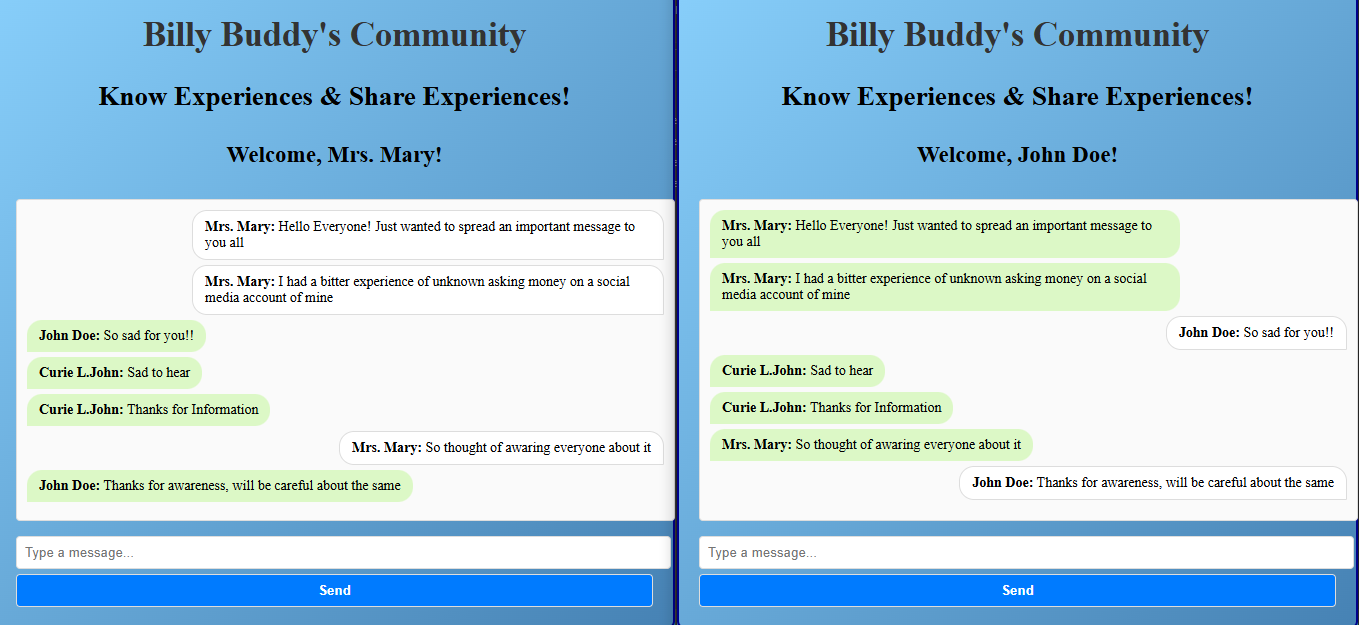 Billy Buddy's Community
Know Experiences & Share Experiences!
Welcome, Mrs. Mary!
Mrs. Mary: Hello Everyone! Just wanted to spread an important message to
you all
Mrs. Mary: I had a bitter experience of unknown asking money on a social
media account of mine
John Doe: So sad for you!!
Curie L.John: Sad to hear
Curie L.John: Thanks for Information
Mrs. Mary: So thought of awaring everyone about it
John Doe: Thanks for awareness, will be careful about the same
Type a message...
Send
Billy Buddy's Community
Know Experiences & Share Experiences!
Welcome, John Doe!
Mrs. Mary: Hello Everyone! Just wanted to spread an important message to
you all
Mrs. Mary: I had a bitter experience of unknown asking money on a social
media account of mine
John Doe: So sad for you!!
Curie L.John: Sad to hear
Curie L.John: Thanks for Information
Mrs. Mary: So thought of awaring everyone about it
John Doe: Thanks for awareness, will be careful about the same
Type a message...
Send